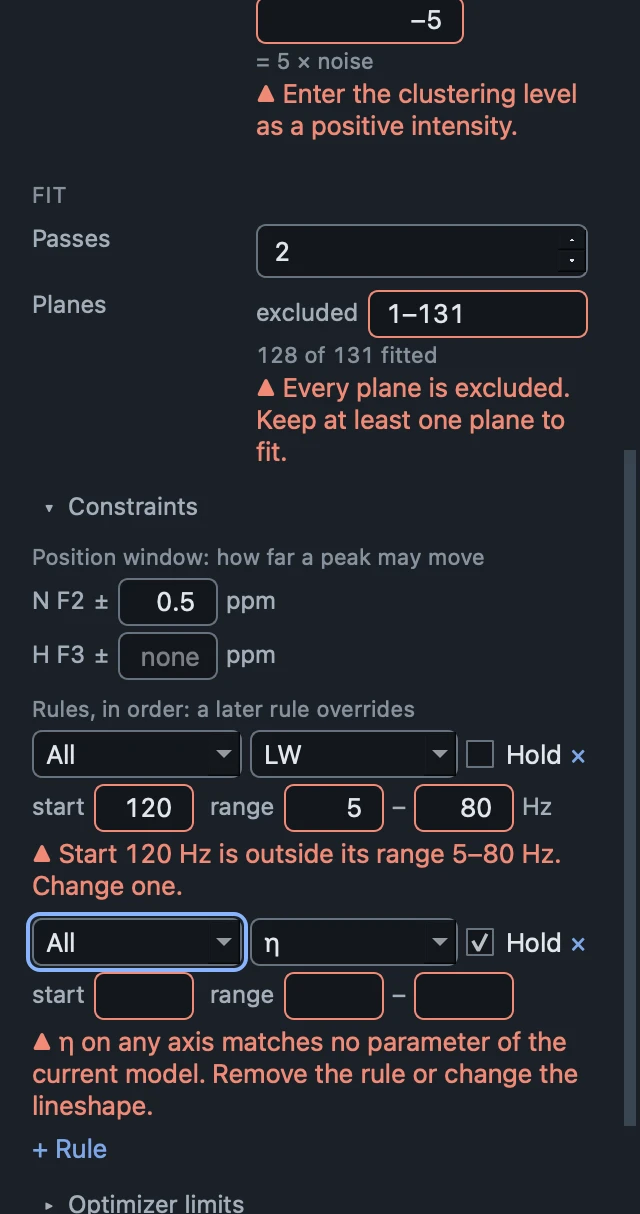 −5
= 5 × noise
▲ Enter the clustering level
as a positive intensity.
FIT
Passes 2
Planes excluded 1–131
128 of 131 fitted
▲ Every plane is excluded.
Keep at least one plane to
fit.
▾ Constraints
Position window: how far a peak may move
N F2 ± 0.5 ppm
H F3 ± none ppm
Rules, in order: a later rule overrides
All LW Hold ×
start 120 range 5 – 80 Hz
▲ Start 120 Hz is outside its range 5–80 Hz.
Change one.
All η ✓ Hold ×
start range –
▲ η on any axis matches no parameter of the
current model. Remove the rule or change the
lineshape.
+ Rule
▸ Optimizer limits